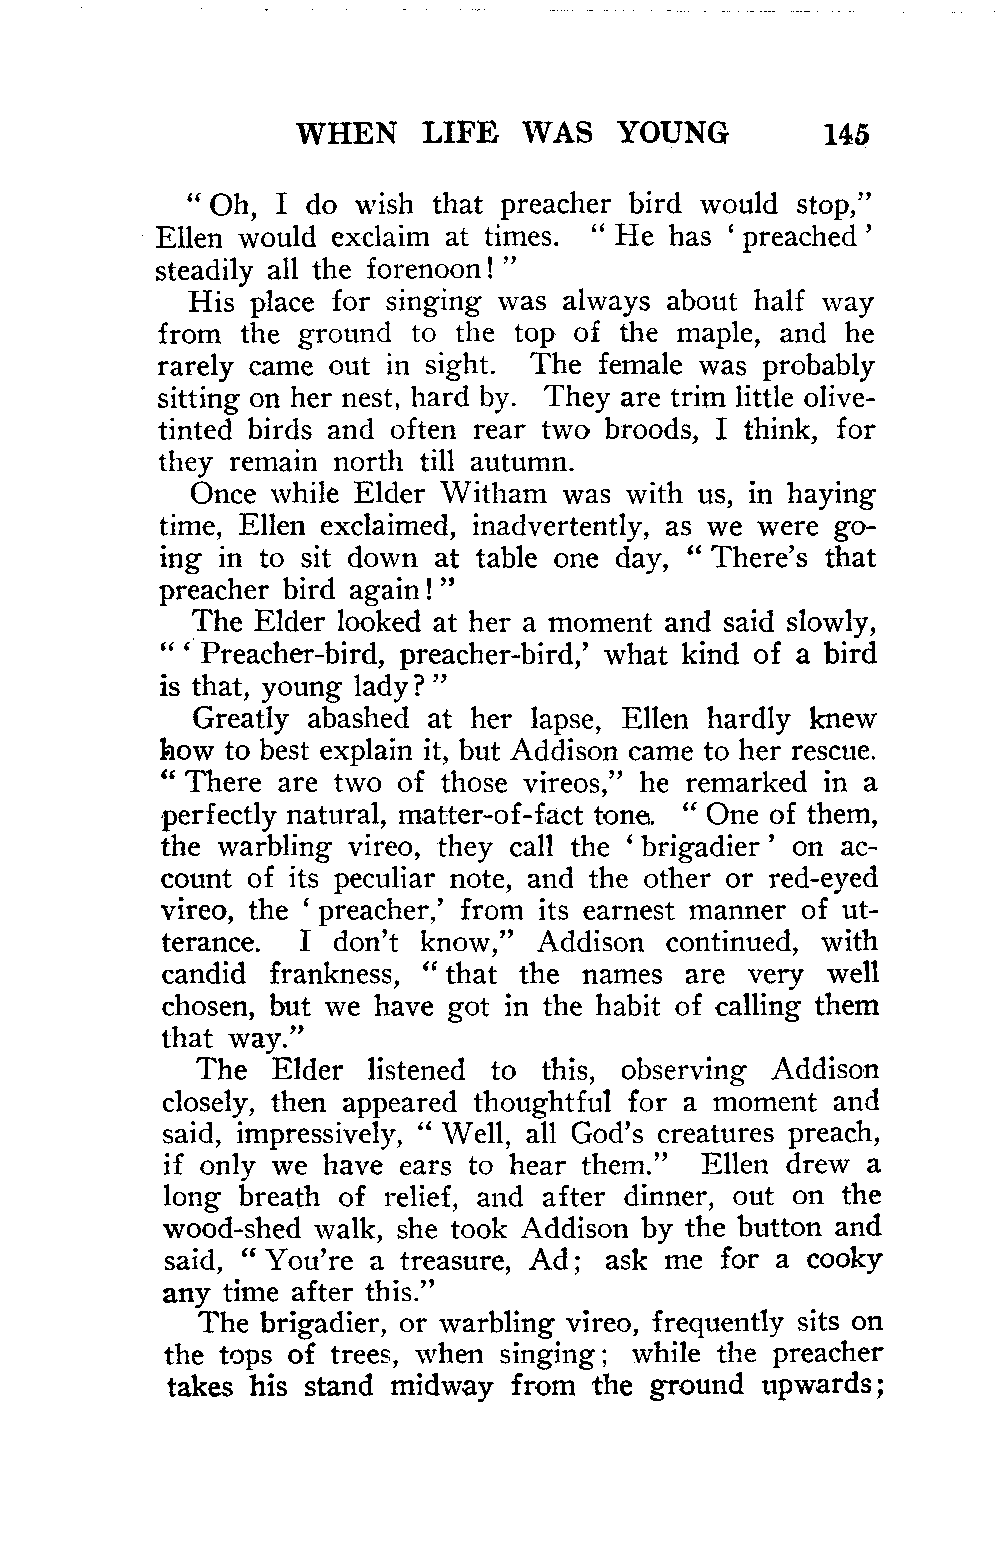 WHEN LIFE WAS YOUNG 145
" Oh, I do wish that preacher bird would stop,"
Ellen would exclaim at times. " He has ‘ preached ’
steadily all the forenoon! "
His place for singing was always about half way
from the ground to the top of the maple, and he
rarely came out in sight. The female was probably
sitting on her nest, hard by. They are trim little olive-
tinted birds and often rear two broods, I think, for
they remain north till autumn.
Once while Elder Witham was with us, in haying
time, Ellen exclaimed, inadvertently, as we were go-
ing in to sit down at table one day, " There's that
preacher bird again! "
The Elder looked at her a moment and said slowly,
" ‘ Preacher-bird, preacher-bird,’ what kind of a bird
is that, young lady? "
Greatly abashed at her lapse, Ellen hardly knew
how to best explain it, but Addison came to her rescue.
" There are two of those vireos," he remarked in a
perfectly natural, matter-of-fact tone. " One of them,
the warbling vireo, they call the ‘ brigadier ’ on ac-
count of its peculiar note, and the other or red-eyed
vireo, the ‘ preacher,’ from its earnest manner of ut-
terance. I don't know," Addison continued, with
candid frankness, " that the names are very well
chosen, but we have got in the habit of calling them
that way."
The Elder listened to this, observing Addison
closely, then appeared thoughtful for a moment and
said, impressively, " Well, all God's creatures preach,
if only we have ears to hear them." Ellen drew a
long breath of relief, and after dinner, out on the
wood-shed walk, she took Addison by the button and
said, " You're a treasure, Ad; ask me for a cooky
any time after this."
The brigadier, or warbling vireo, frequently sits on
the tops of trees, when singing; while the preacher
takes his stand midway from the ground upwards;